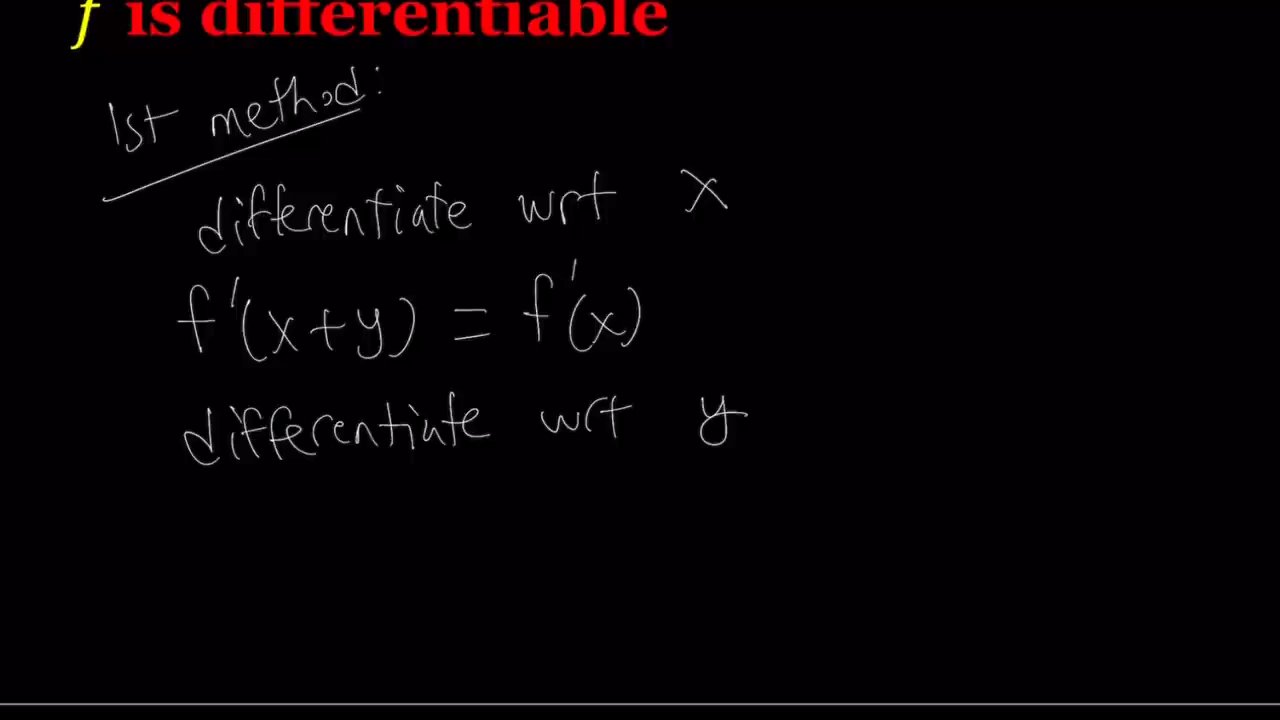 f is differentiable
1st method:
differentiate wrt x
f'(x+y) = f'(x)
differentiate wrt y